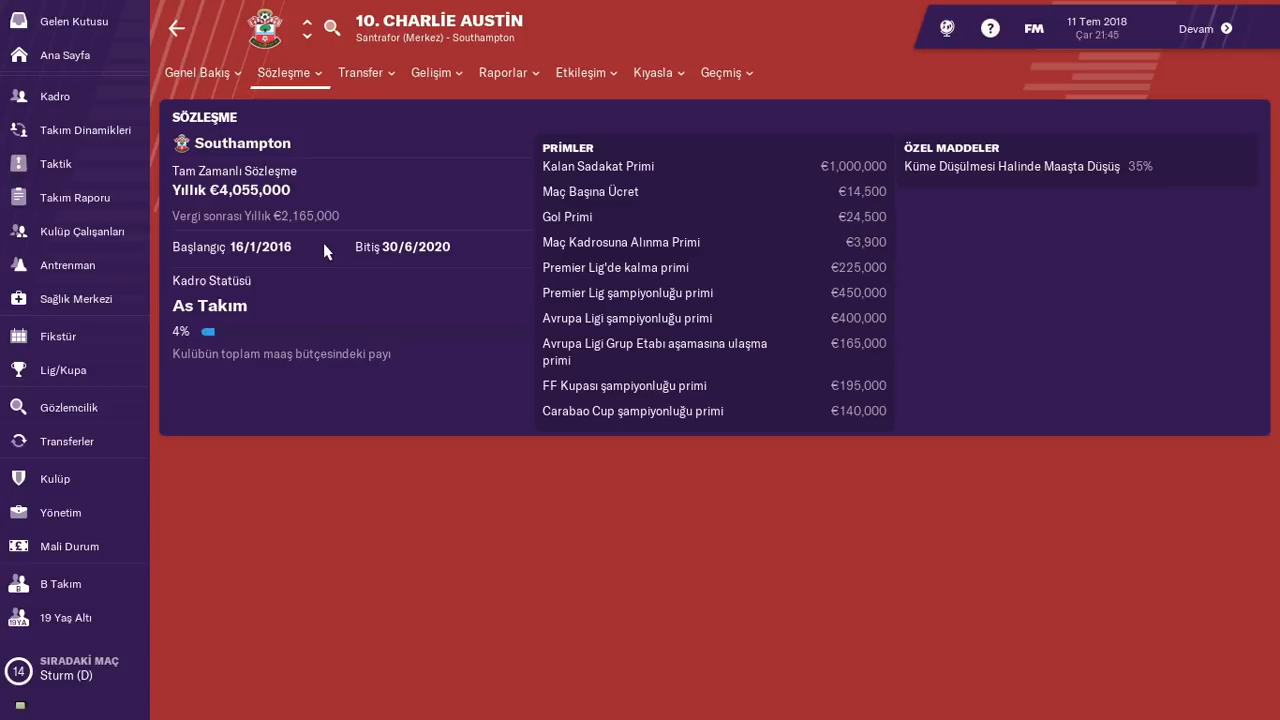 Gelen Kutusu
Ana Sayfa
Kadro
Takım Dinamikleri
Taktik
Takım Raporu
Kulüp Çalışanları
Antrenman
Sağlık Merkezi
Fikstür
Lig/Kupa
Gözlemcilik
Transferler
Kulüp
Yönetim
Mali Durum
B
B Takım
19YA
19 Yaş Altı
14
SIRADAKİ MAÇ
Sturm (D)
10. CHARLİE AUSTİN
Santrafor (Merkez) - Southampton
?
FM
11 Tem 2018
Çar 21:45
Devam
Genel Bakış
Sözleşme
Transfer
Gelişim
Raporlar
Etkileşim
Kıyasla
Geçmiş
SÖZLEŞME
Southampton
Tam Zamanlı Sözleşme
Yıllık €4,055,000
Vergi sonrası Yıllık €2,165,000
Başlangıç 16/1/2016 Bitiş 30/6/2020
Kadro Statüsü
As Takım
4%
Kulübün toplam maaş bütçesindeki payı
PRİMLER
Kalan Sadakat Primi €1,000,000
Maç Başına Ücret €14,500
Gol Primi €24,500
Maç Kadrosuna Alınma Primi €3,900
Premier Lig'de kalma primi €225,000
Premier Lig şampiyonluğu primi €450,000
Avrupa Ligi şampiyonluğu primi €400,000
Avrupa Ligi Grup Etabı aşamasına ulaşma €165,000
primi
FF Kupası şampiyonluğu primi €195,000
Carabao Cup şampiyonluğu primi €140,000
ÖZEL MADDELER
Küme Düşülmesi Halinde Maaşta Düşüş 35%